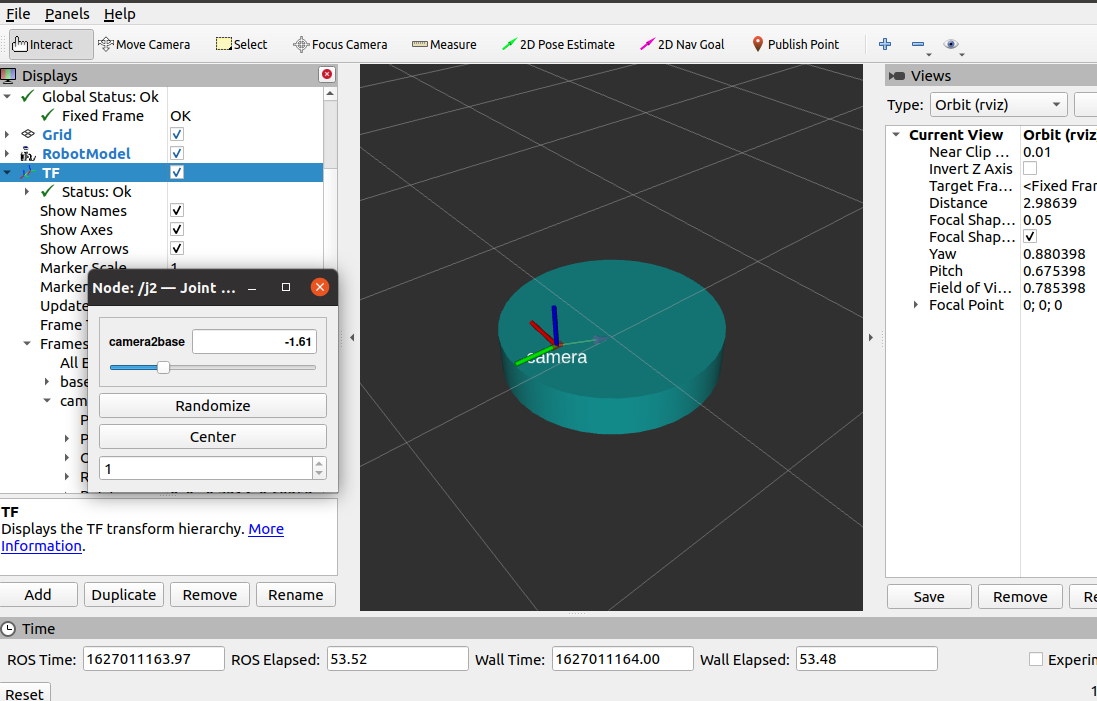 File Panels Help
Interact Move Camera Select Focus Camera Measure 2D Pose Estimate 2D Nav Goal Publish Point
Displays
Global Status: Ok
Fixed Frame OK
Grid
RobotModel
TF
Status: Ok
Show Names
Show Axes
Show Arrows
Marker Scale 1
Marker
Update
Frame
Frames
All E
base
cam
P
P
O
R
Node: /j2 — Joint ...
camera2base -1.61
Randomize
Center
1
TF
Displays the TF transform hierarchy. More
Information.
Add Duplicate Remove Rename
camera
Views
Type: Orbit (rviz)
Current View Orbit (rviz
Near Clip ... 0.01
Invert Z Axis
Target Fra... <Fixed Fran
Distance 2.98639
Focal Shap... 0.05
Focal Shap...
Yaw 0.880398
Pitch 0.675398
Field of Vi... 0.785398
Focal Point 0; 0; 0
Save Remove Re
Time
ROS Time: 1627011163.97 ROS Elapsed: 53.52 Wall Time: 1627011164.00 Wall Elapsed: 53.48 Experim
Reset 1